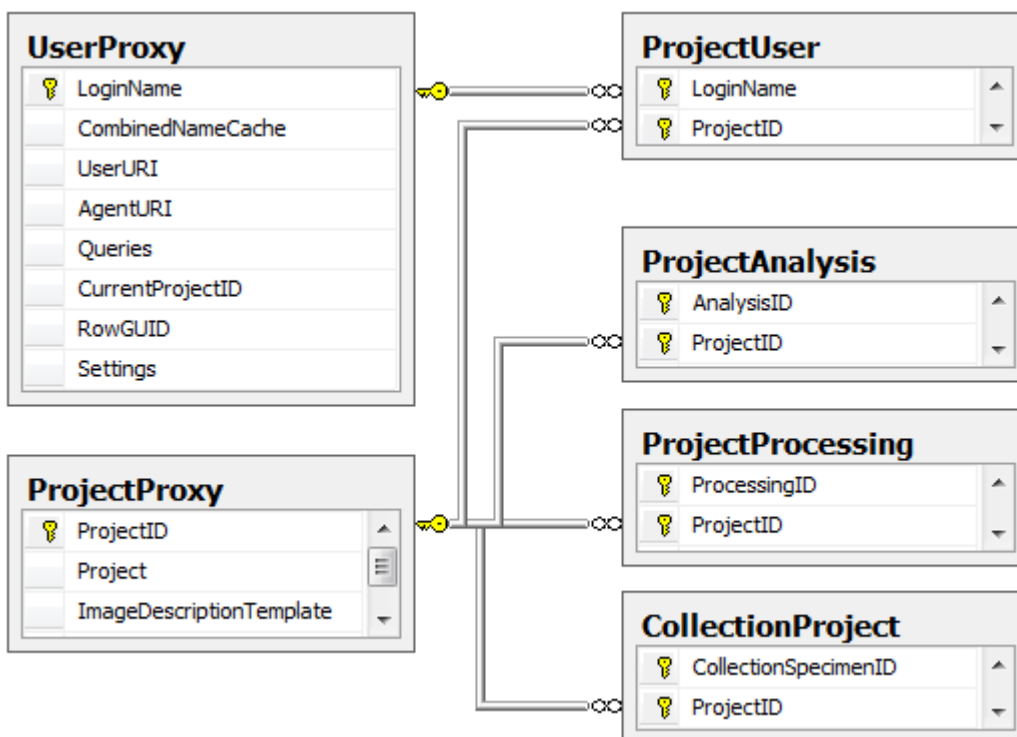 UserProxy
LoginName
CombinedNameCache
UserURI
AgentURI
Queries
CurrentProjectID
RowGUID
Settings
ProjectProxy
ProjectID
Project
ImageDescriptionTemplate
ProjectUser
LoginName
ProjectID
ProjectAnalysis
AnalysisID
ProjectID
ProjectProcessing
ProcessingID
ProjectID
CollectionProject
CollectionSpecimenID
ProjectID